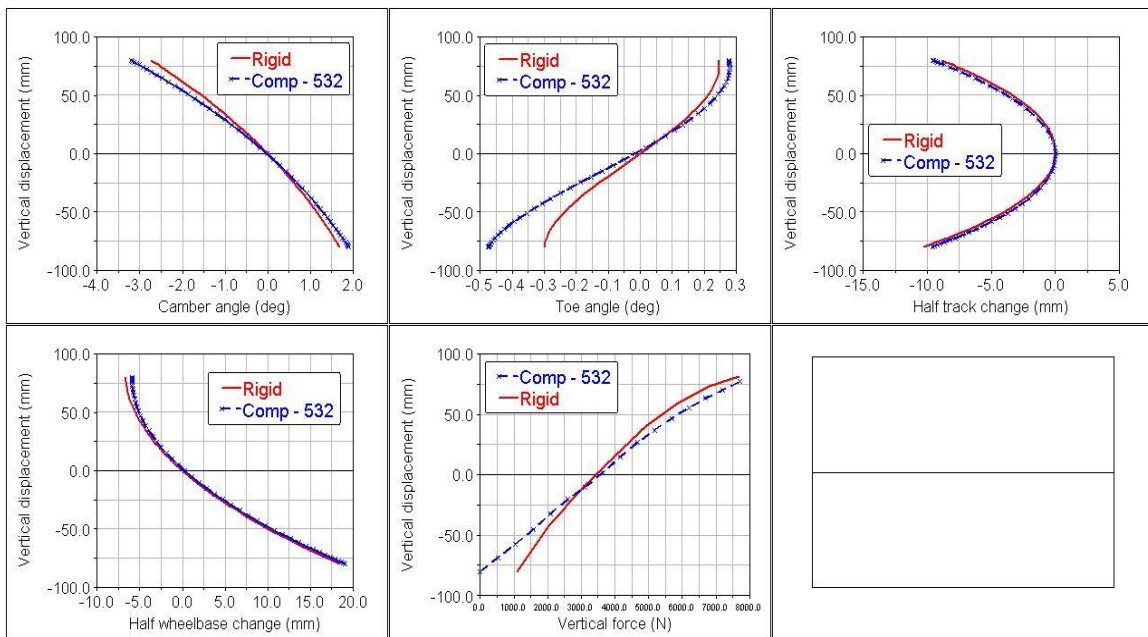 100.0
50.0
0.0
-50.0
-100.0
Vertical displacement (mm)
Rigid
Comp - 532
-4.0 -3.0 -2.0 -1.0 0.0 1.0 2.0
Camber angle (deg)
100.0
50.0
0.0
-50.0
-100.0
Vertical displacement (mm)
Rigid
Comp - 532
-0.5 -0.4 -0.3 -0.2 -0.1 0.0 0.1 0.2 0.3
Toe angle (deg)
100.0
50.0
0.0
-50.0
-100.0
Vertical displacement (mm)
Rigid
Comp - 532
-15.0 -10.0 -5.0 0.0 5.0
Half track change (mm)
100.0
50.0
0.0
-50.0
-100.0
Vertical displacement (mm)
Rigid
Comp - 532
-10.0 -5.0 0.0 5.0 10.0 15.0 20.0
Half wheelbase change (mm)
100.0
50.0
0.0
-50.0
-100.0
Vertical displacement (mm)
Comp - 532
Rigid
0.0 1000.0 2000.0 3000.0 4000.0 5000.0 6000.0 7000.0 8000.0
Vertical force (N)